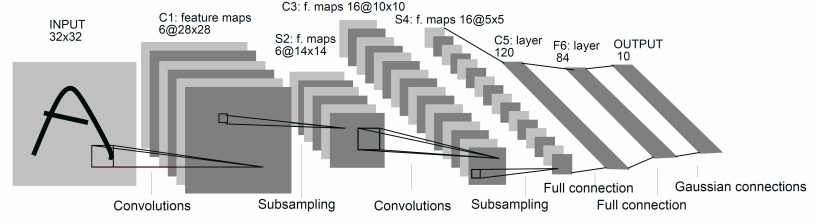 INPUT
32x32
C1: feature maps
6@28x28
S2: f. maps
6@14x14
C3: f. maps 16@10x10
S4: f. maps 16@5x5
C5: layer
120
F6: layer
84
OUTPUT
10
Convolutions
Subsampling
Convolutions
Subsampling
Full connection
Full connection
Gaussian connections